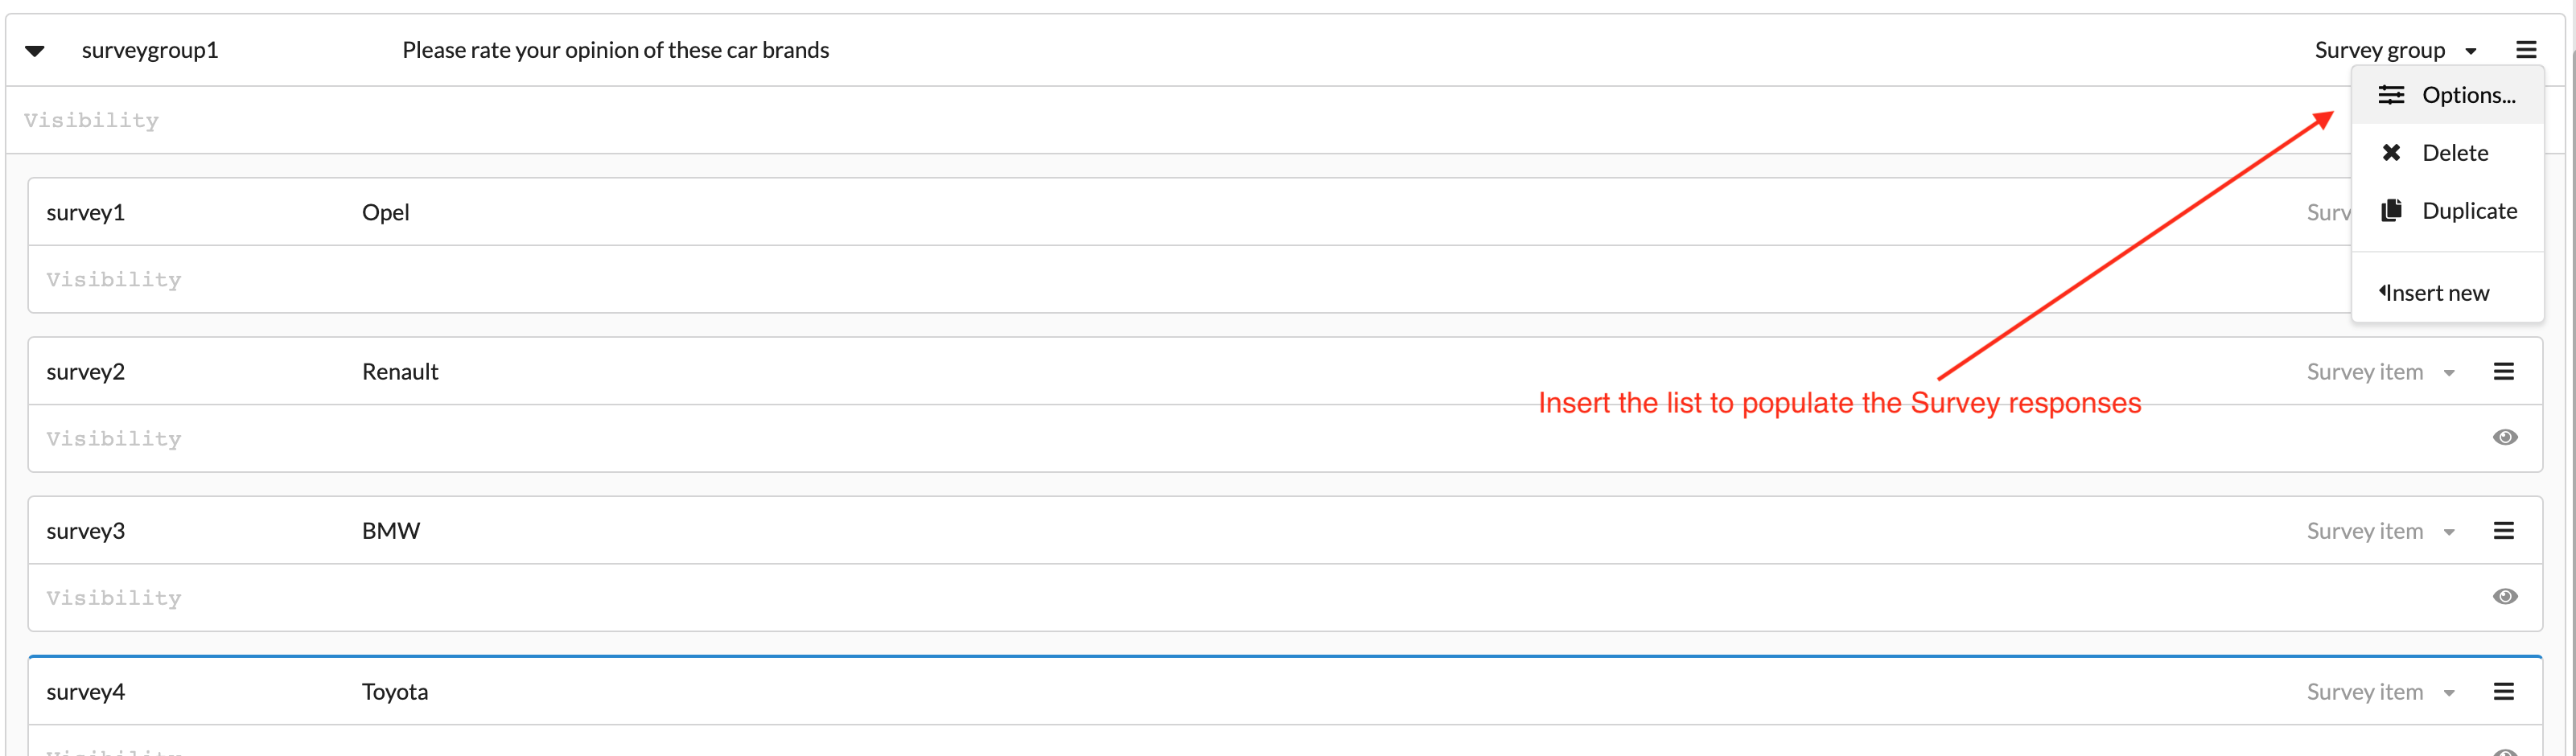 surveygroup1 Please rate your opinion of these car brands Survey group
Options...
Visibility
Delete
survey1 Opel Surv
Duplicate
Visibility
Insert new
survey2 Renault Survey item
Insert the list to populate the Survey responses
Visibility
survey3 BMW Survey item
Visibility
survey4 Toyota Survey item